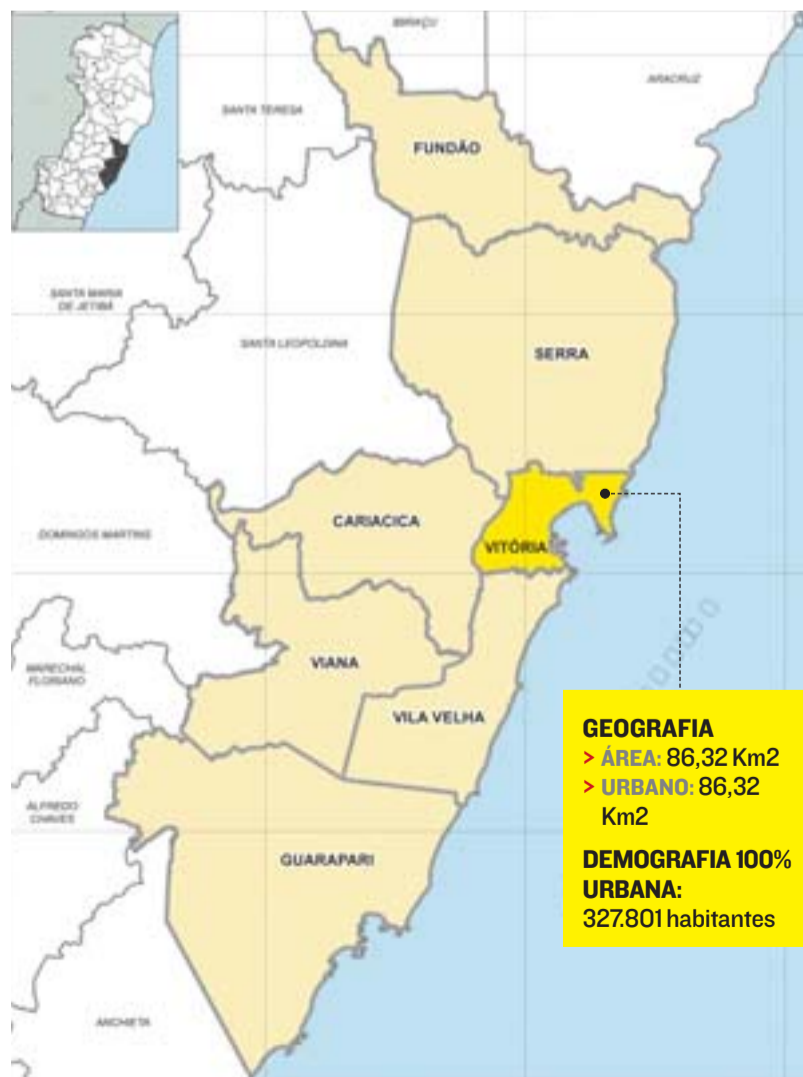 IBIRAÇU
ARACRUZ
SANTA TERESA
FUNDÃO
SANTA MARIA
DE JETIBÁ
SANTA LEOPOLDINA
SERRA
CARIACICA
DOMINGOS MARTINS
VITÓRIA
MARECHAL
FLORIANO
VIANA
VILA VELHA
GEOGRAFIA
> ÁREA: 86,32 Km2
> URBANO: 86,32
Km2
ALFREDO
CHAVES
GUARAPARI
DEMOGRAFIA 100%
URBANA:
327.801 habitantes
ANCHIETA